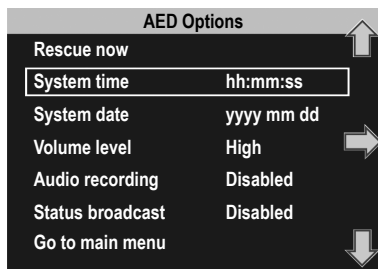 AED Options
Rescue now
System time hh:mm:ss
System date yyyy mm dd
Volume level High
Audio recording Disabled
Status broadcast Disabled
Go to main menu